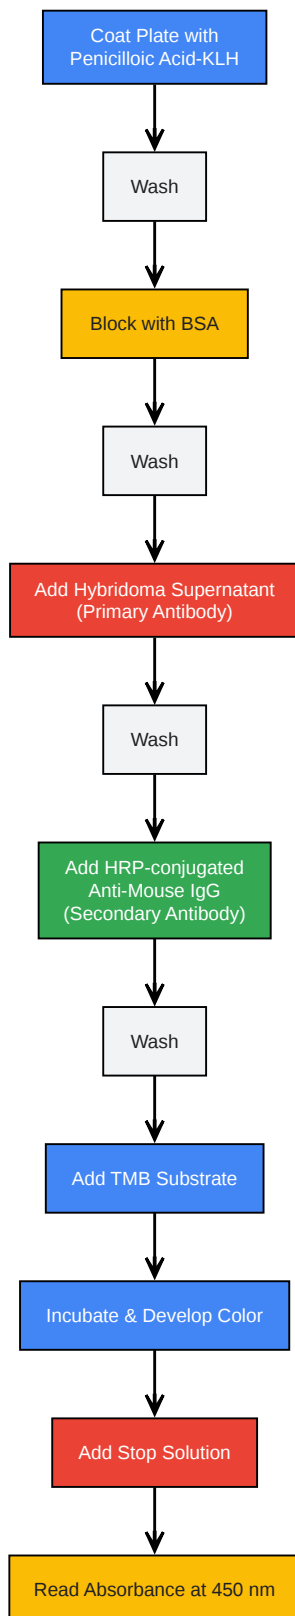 Coat Plate with
Penicilloic Acid-KLH
Wash
Block with BSA
Wash
Add Hybridoma Supernatant
(Primary Antibody)
Wash
Add HRP-conjugated
Anti-Mouse IgG
(Secondary Antibody)
Wash
Add TMB Substrate
Incubate & Develop Color
Add Stop Solution
Read Absorbance at 450 nm